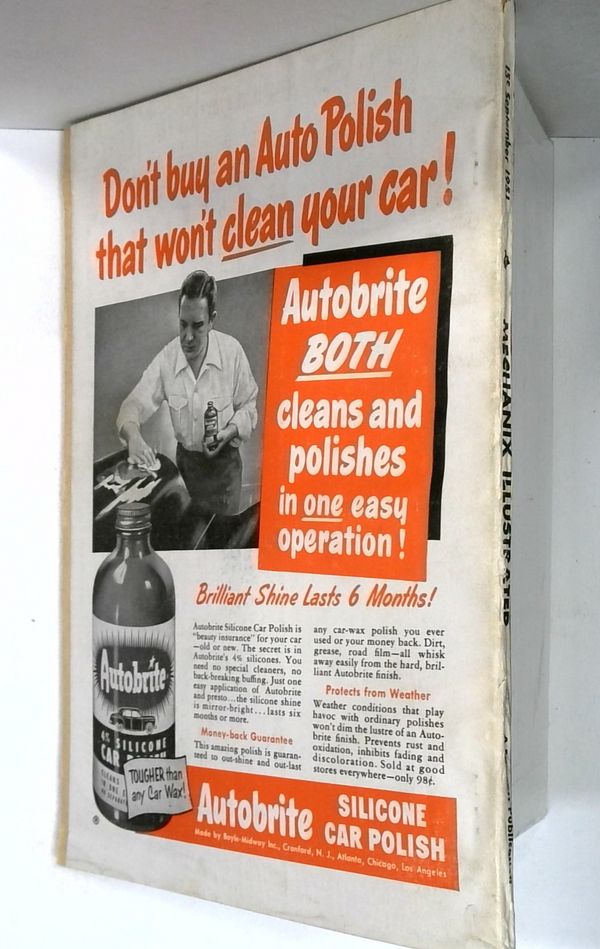 Don't buy an Auto Polish
that won't clean your car!
Autobrite
BOTH
cleans and
polishes
in one easy
operation!
Brilliant Shine Lasts 6 Months!
Autobrite Silicone Car Polish is
"beauty insurance" for your car
—old or new. The secret is in
Autobrite's 4% silicones. You
need no special cleaners, no
back-breaking buffing. Just one
easy application of Autobrite
and presto...the silicone shine
is mirror-bright...lasts six
months or more.
Money-back Guarantee
This amazing polish is guaran-
teed to out-shine and out-last
any car-wax polish you ever
used or your money back. Dirt,
grease, road film—all whisk
away easily from the hard, bril-
liant Autobrite finish.
Protects from Weather
Weather conditions that play
havoc with ordinary polishes
won't dim the lustre of an Auto-
brite finish. Prevents rust and
oxidation, inhibits fading and
discoloration. Sold at good
stores everywhere—only 98¢.
Autobrite
4% SILICONE
CAR
CLEANS
TOUGHER than
any Car Wax!
®
Autobrite
SILICONE
CAR POLISH
Made by Boyle-Midway Inc., Cranford, N. J., Atlanta, Chicago, Los Angeles
15¢ September 1951
MECHANIX ILLUSTRATED